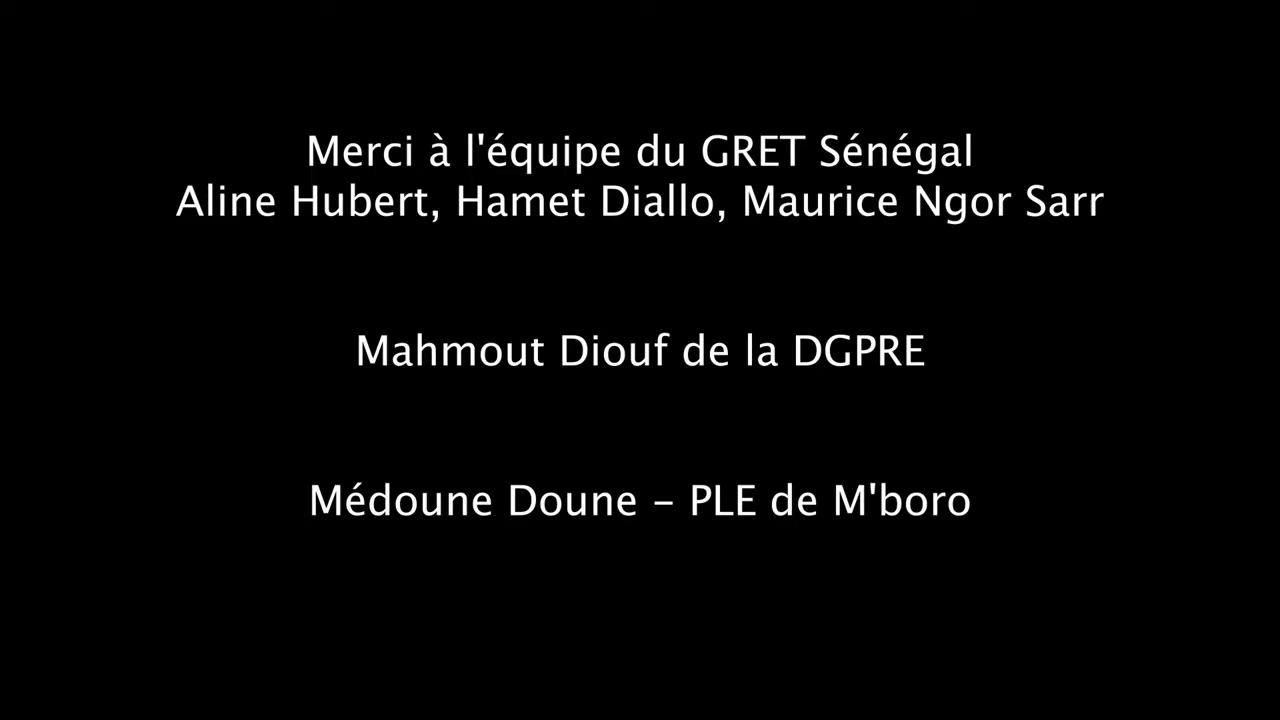 Merci à l'équipe du GRET Sénégal
Aline Hubert, Hamet Diallo, Maurice Ngor Sarr
Mahmout Diouf de la DGPRE
Médoune Doune – PLE de M'boro